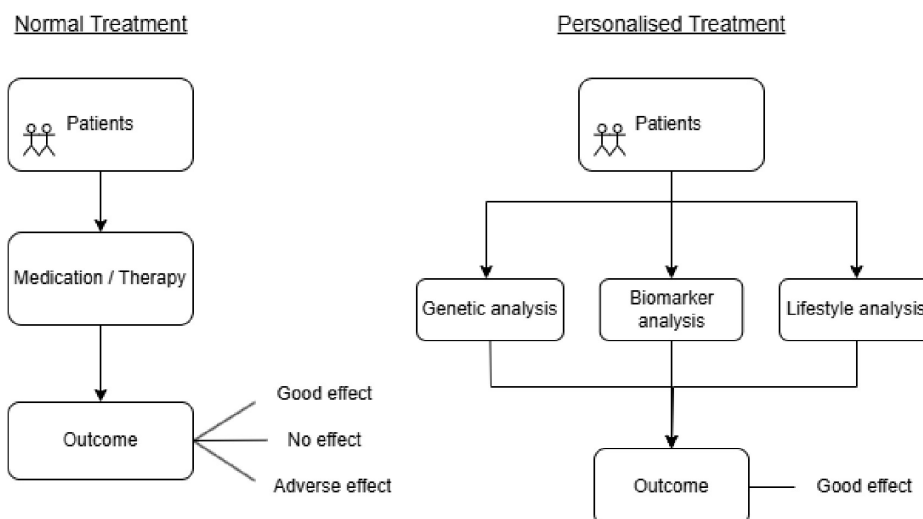 Normal Treatment
Patients
Medication / Therapy
Outcome
Good effect
No effect
Adverse effect
Personalised Treatment
Patients
Genetic analysis
Biomarker
analysis
Lifestyle analysis
Outcome
Good effect